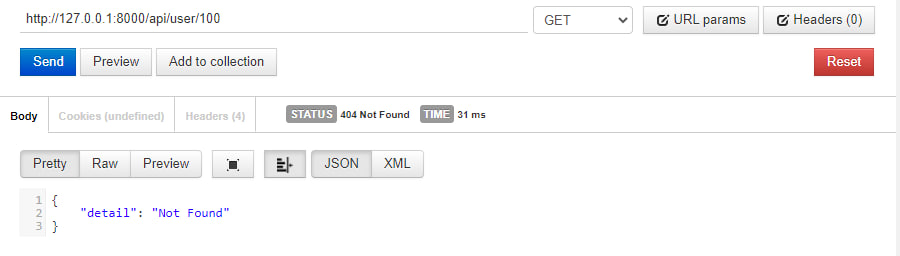 http://127.0.0.1:8000/api/user/100 GET URL params Headers (0)
Send Preview Add to collection Reset
Body Cookies (undefined) Headers (4) STATUS 404 Not Found TIME 31 ms
Pretty Raw Preview JSON XML
1 {
2 "detail": "Not Found"
3 }